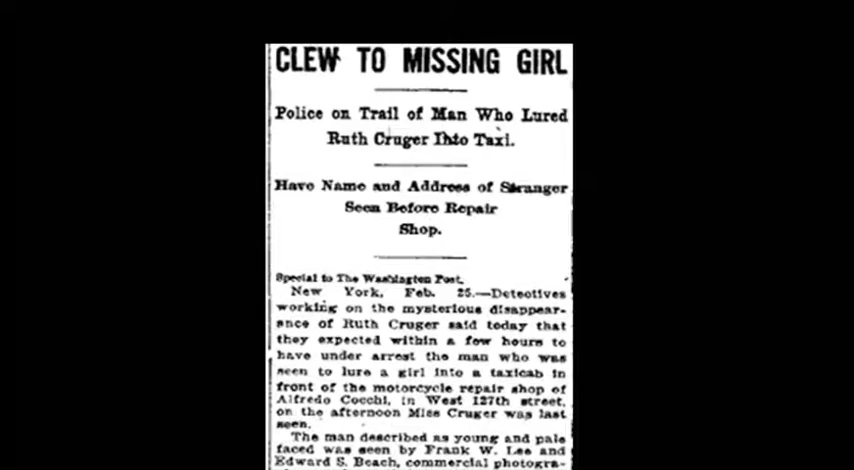 CLEW TO MISSING GIRL
Police on Trail of Man Who Lured
Ruth Cruger Into Taxi.
Have Name and Address of Stranger
Seen Before Repair
Shop.
Special to The Washington Post.
New York, Feb. 25.—Detectives
working on the mysterious disappear-
ance of Ruth Cruger said today that
they expected within a few hours to
have under arrest the man who was
seen to lure a girl into a taxicab in
front of the motorcycle repair shop of
Alfredo Cocchi, in West 127th street,
on the afternoon Miss Cruger was last
seen.
The man described as young and pale
faced was seen by Frank W. Lee and
Edward S. Beach, commercial photogra-